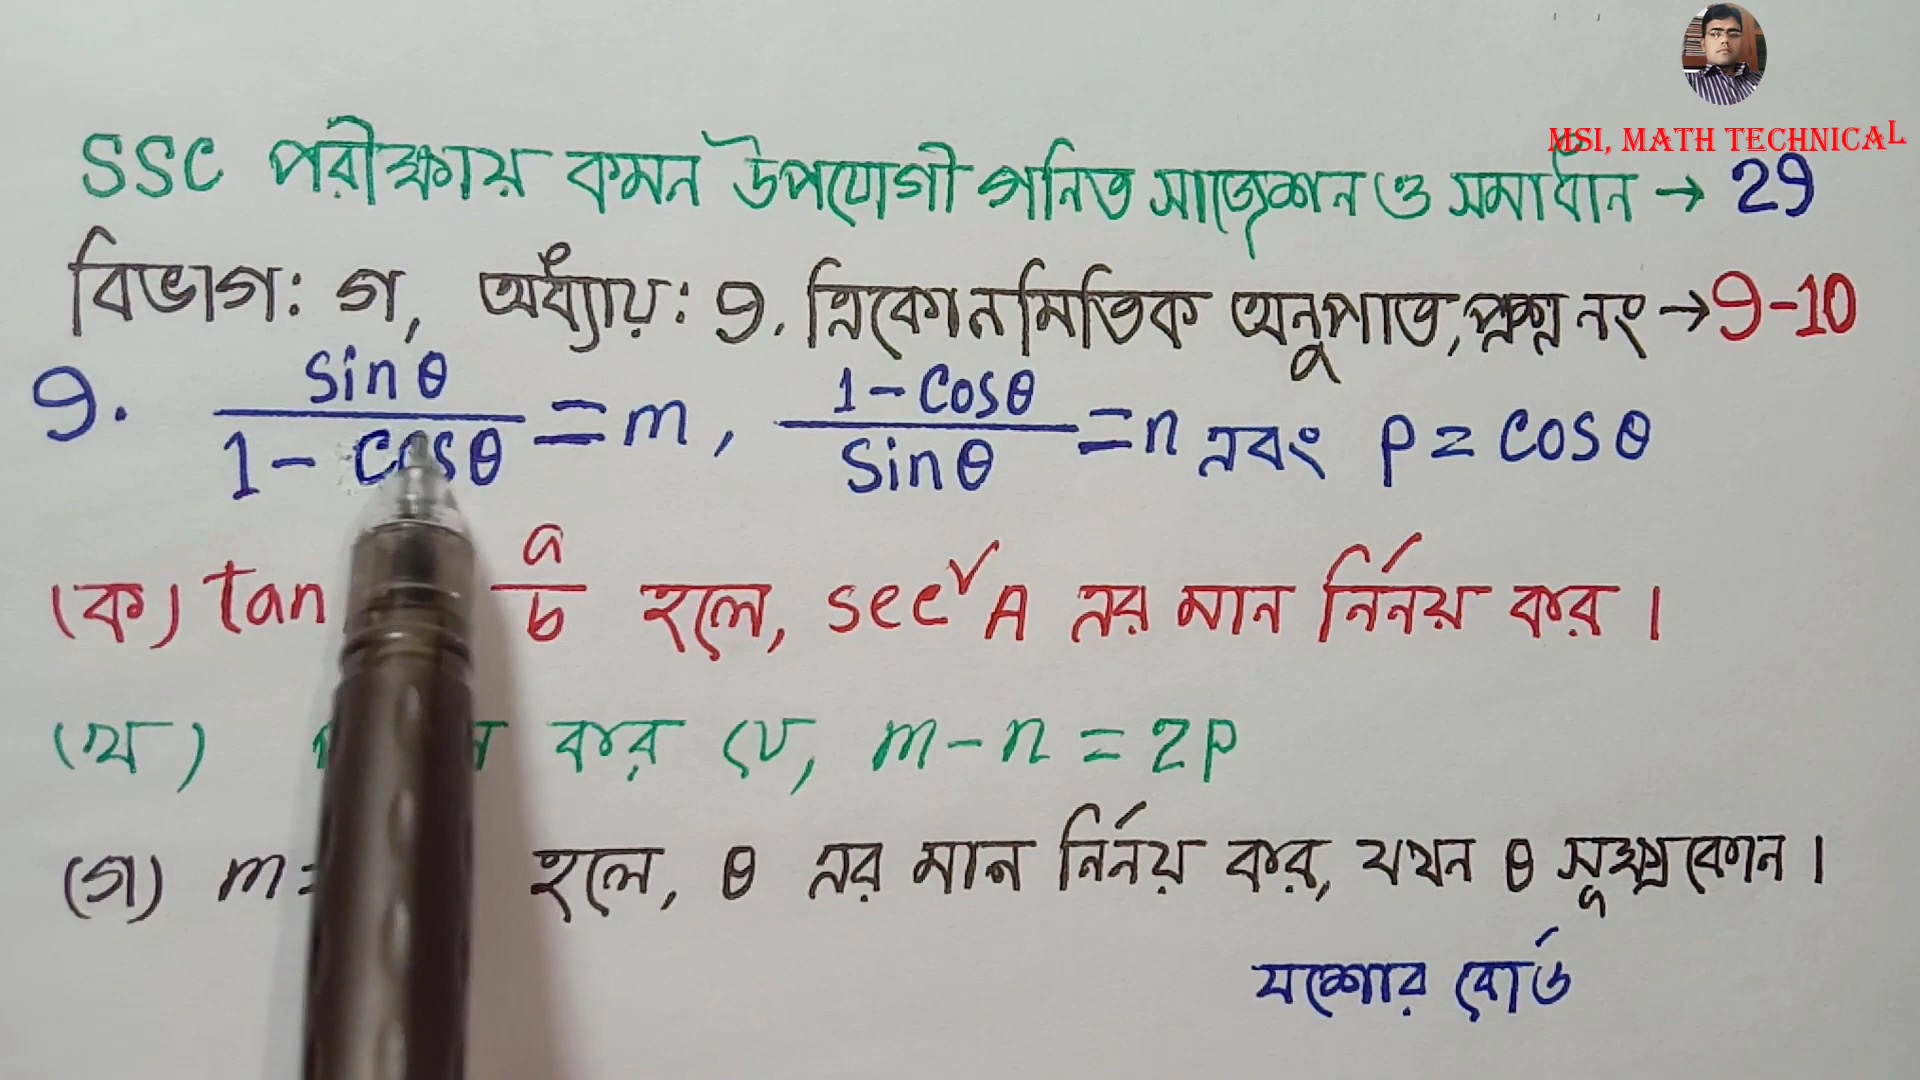 MSI, MATH TECHNICAL
SSC পরীক্ষায় কমন উপযোগী গনিত সাজেশন ও সমাধান → 29
বিভাগ: গ, অধ্যায়: 9. ত্রিকোনমিতিক অনুপাত, প্রশ্ন নং → 9-10
9. sinθ / 1-cosθ = m, 1-cosθ / sinθ = n এবং P = cosθ
(ক) tan a/b হলে, sec²A এর মান নির্নয় কর।
(খ) কর যে, m-n = 2P
(গ) m= হলে, θ এর মান নির্নয় কর, যখন θ সূক্ষ্মকোন।
যশোর বোর্ড